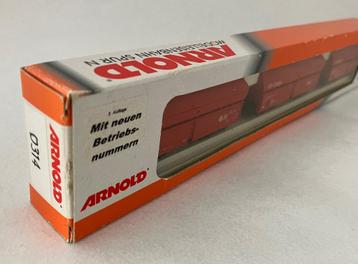 ARNOLD
MODELLEISENBAHN SPUR N
2. Auflage
Mit neuen
Betriebs-
nummern
ARNOLD
ARNOLD
0314